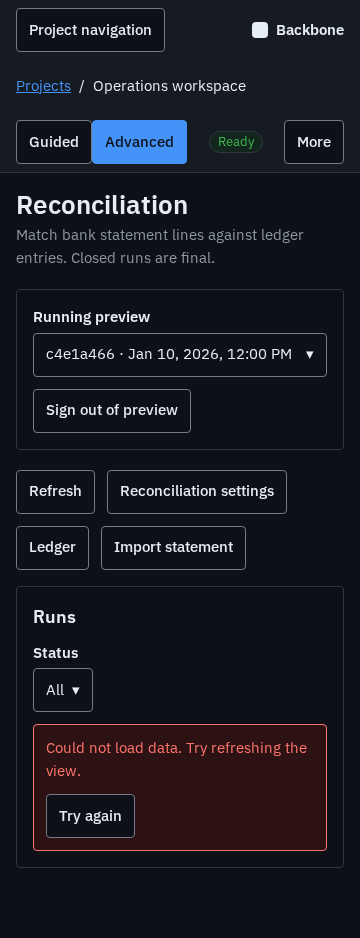 Project navigation
Backbone
Projects / Operations workspace
Guided
Advanced
Ready
More
Reconciliation
Match bank statement lines against ledger
entries. Closed runs are final.
Running preview
c4e1a466 · Jan 10, 2026, 12:00 PM ▾
Sign out of preview
Refresh
Reconciliation settings
Ledger
Import statement
Runs
Status
All ▾
Could not load data. Try refreshing the
view.
Try again